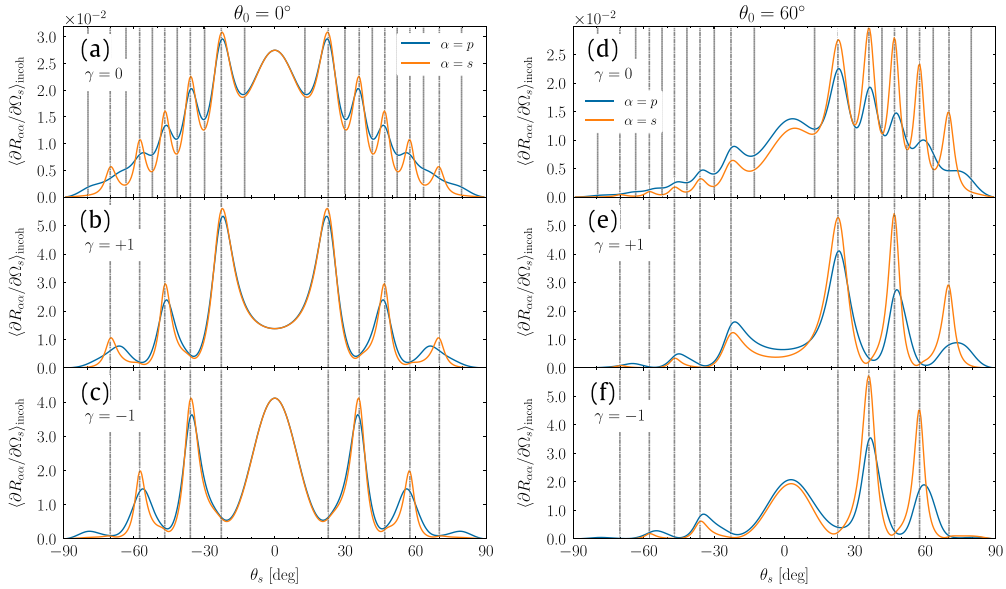 θ₀ = 0°
×10⁻²
(a)
γ = 0
α = p
α = s
⟨∂Rαα/∂Ωs⟩incoh
3.0
2.5
2.0
1.5
1.0
0.5
0.0
(b)
γ = +1
⟨∂Rαα/∂Ωs⟩incoh
5.0
4.0
3.0
2.0
1.0
0.0
(c)
γ = −1
⟨∂Rαα/∂Ωs⟩incoh
4.0
3.0
2.0
1.0
0.0
−90 −60 −30 0 30 60 90
θs [deg]
θ₀ = 60°
×10⁻²
(d)
γ = 0
α = p
α = s
⟨∂Rαα/∂Ωs⟩incoh
2.5
2.0
1.5
1.0
0.5
0.0
(e)
γ = +1
⟨∂Rαα/∂Ωs⟩incoh
5.0
4.0
3.0
2.0
1.0
0.0
(f)
γ = −1
⟨∂Rαα/∂Ωs⟩incoh
5.0
4.0
3.0
2.0
1.0
0.0
−90 −60 −30 0 30 60 90
θs [deg]